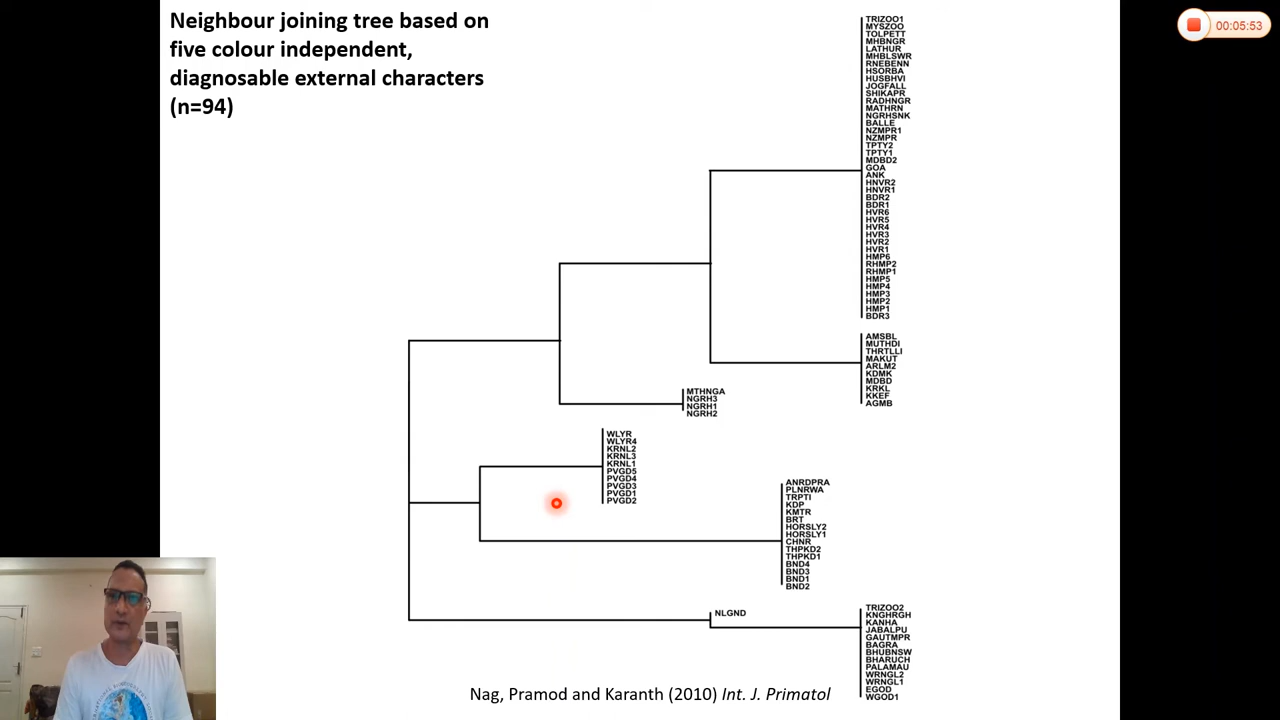 Neighbour joining tree based on
five colour independent,
diagnosable external characters
(n=94)
00:05:53
TRIZOO1
MYSZOO
TOLPETT
MHBNGR
LATHUR
MHBLSWR
RNEBENN
HSORBA
HUSBHVI
JOGFALL
SHIKAPR
RADHNGR
MATHRN
NGRHSNK
BALLE
NZMPR1
NZMPR
TPTY2
TPTY1
MDBD2
GOA
ANK
HNVR2
HNVR1
BDR2
BDR1
HVR6
HVR5
HVR4
HVR3
HVR2
HVR1
HMP6
RHMP2
RHMP1
HMP5
HMP4
HMP3
HMP2
HMP1
BDR3
AMSBL
MUTHDI
THRTLLI
MAKUT
ARLM2
KDMK
MDBD
KRKL
KKEF
AGMB
MTHNGA
NGRH3
NGRH1
NGRH2
WLYR
WLYR4
KRNL2
KRNL3
KRNL1
PVGD5
PVGD4
PVGD3
PVGD1
PVGD2
ANRDPRA
PLNRWA
TRPTI
KDP
KMTR
BRT
HORSLY2
HORSLY1
CHNR
THPKD2
THPKD1
BND4
BND3
BND1
BND2
NLGND
TRIZOO2
KNGHRGH
KANHA
JABALPU
GAUTMPR
BAGRA
BHUBNSW
BHARUCH
PALAMAU
WRNGL2
WRNGL1
EGOD
WGOD1
Nag, Pramod and Karanth (2010) Int. J. Primatol